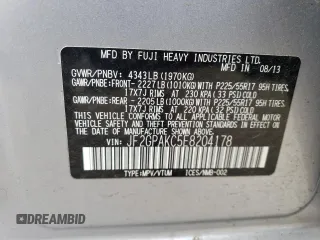 MFD BY FUJI HEAVY INDUSTRIES LTD.
MFD. IN 08/13
GVWR/PNBV: 4343LB (1970KG)
GAWR/PNBE: FRONT- 2227LB (1010KG) WITH P225/55R17 95H TIRES.
17X7J RIMS AT 230 KPA (33 PSI) COLD
GAWR/PNBE: REAR - 2205LB (1000KG) WITH P225/55R17 95H TIRES.
17X7J RIMS AT 220 KPA (32 PSI) COLD
THIS VEHICLE CONFORMS TO ALL APPLICABLE
FEDERAL MOTOR VEHICLE SAFETY, BUMPER, AND
THEFT PREVENTION STANDARDS IN EFFECT ON THE
DATE OF MANUFACTURE SHOWN ABOVE.
VIN : JF2GPAKC5E8204178
TYPE:MPV/VTUM ICES/NMB-002